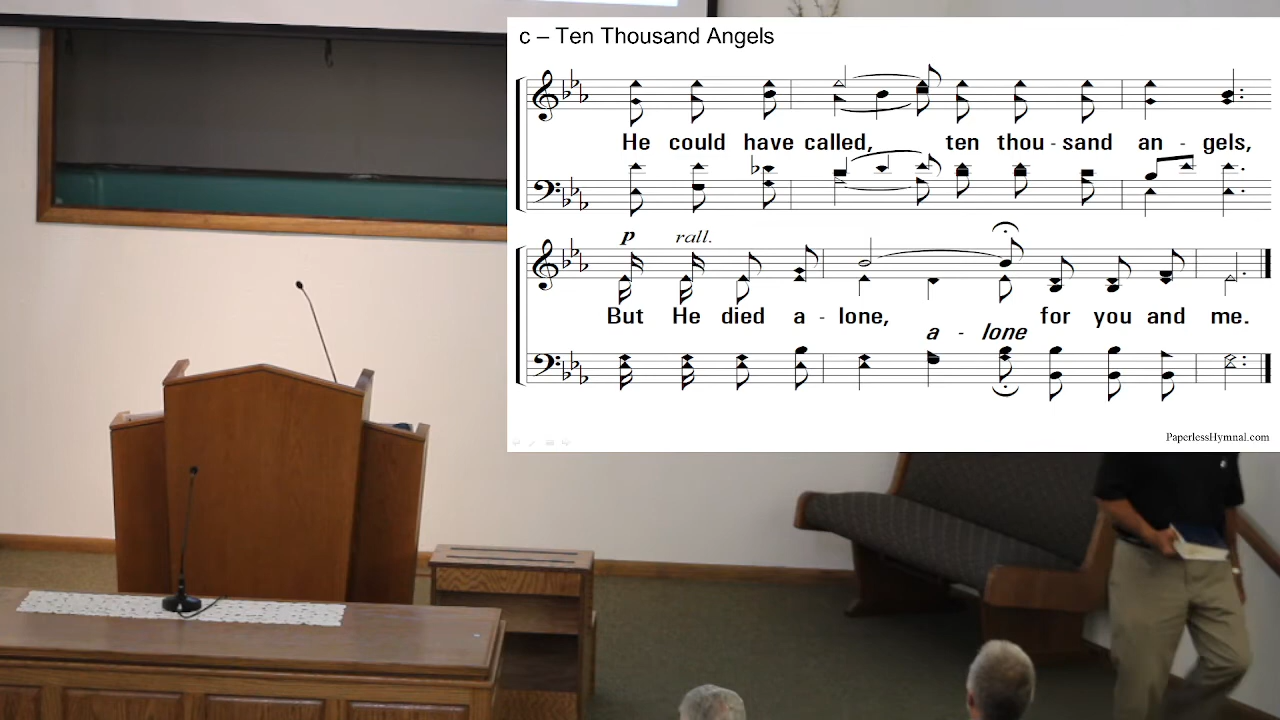 c – Ten Thousand Angels
He could have called, ten thou - sand an - gels,
p rall.
But He died a - lone, for you and me.
a - lone
PaperlessHymnal.com